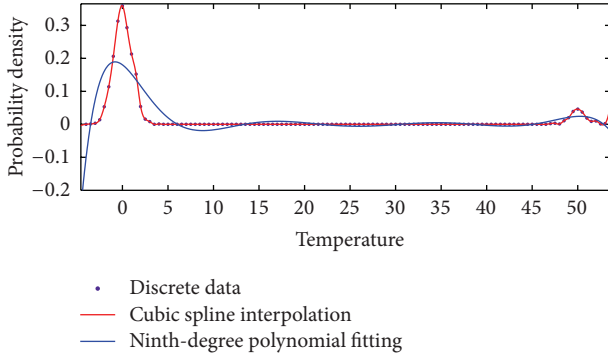 0.3
0.2
0.1
0
−0.1
−0.2
Probability density
0 5 10 15 20 25 30 35 40 45 50
Temperature
Discrete data
Cubic spline interpolation
Ninth-degree polynomial fitting